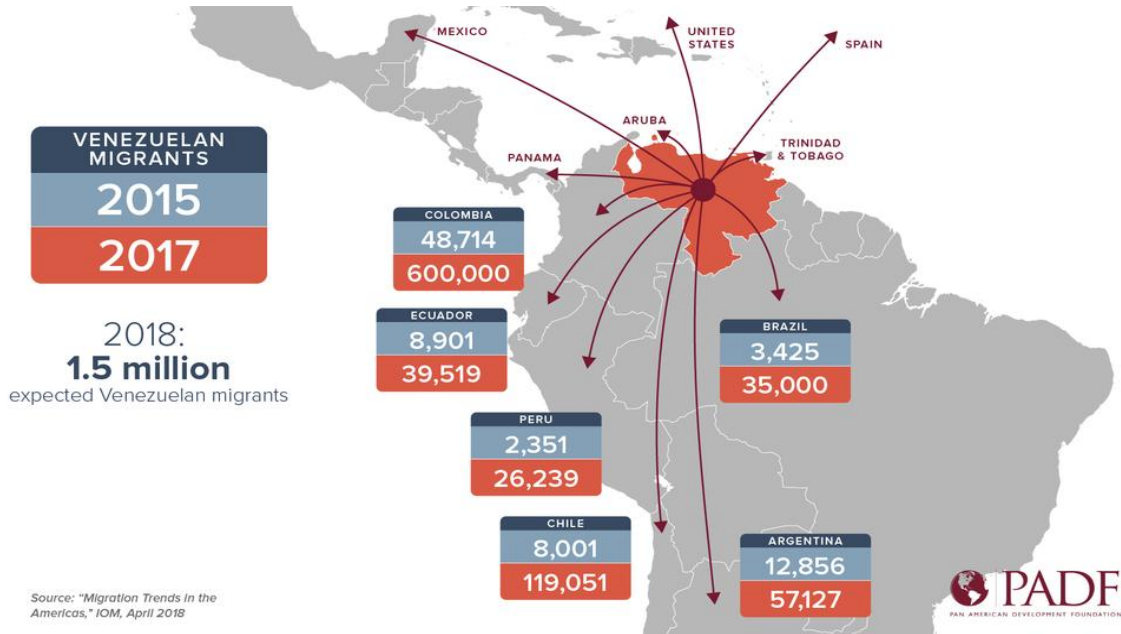 MEXICO
UNITED
STATES
SPAIN
ARUBA
TRINIDAD
& TOBAGO
PANAMA
VENEZUELAN
MIGRANTS
2015
2017
2018:
1.5 million
expected Venezuelan migrants
COLOMBIA
48,714
600,000
ECUADOR
8,901
39,519
BRAZIL
3,425
35,000
PERU
2,351
26,239
CHILE
8,001
119,051
ARGENTINA
12,856
57,127
Source: "Migration Trends in the
Americas," IOM, April 2018
PADF
PAN AMERICAN DEVELOPMENT FOUNDATION